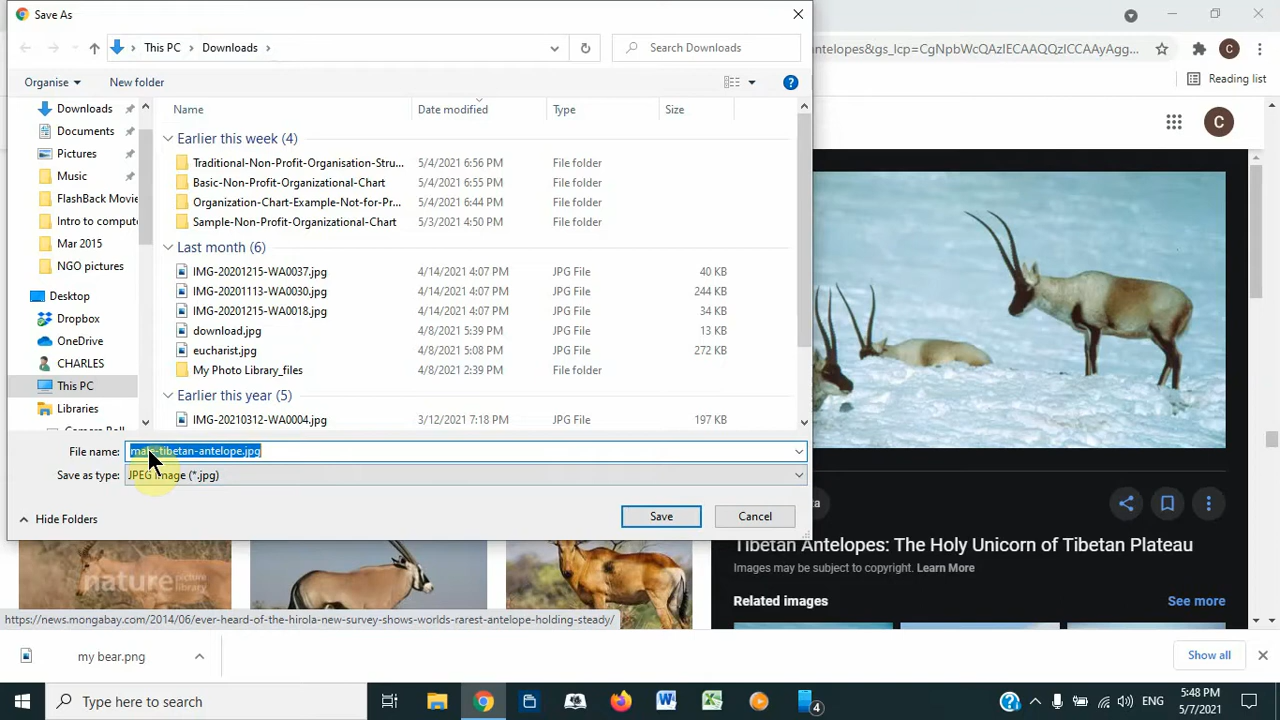 Save As
This PC > Downloads >
Search Downloads
antelopes&gs_lcp=CgNpbWcQAzIECAAQQzICCAAyAgg...
C
Organise
New folder
?
Reading list
C
Downloads
Documents
Pictures
Music
FlashBack Movie
Intro to compute
Mar 2015
NGO pictures
Desktop
Dropbox
OneDrive
CHARLES
This PC
Libraries
Name Date modified Type Size
Earlier this week (4)
Traditional-Non-Profit-Organisation-Stru... 5/4/2021 6:56 PM File folder
Basic-Non-Profit-Organizational-Chart 5/4/2021 6:55 PM File folder
Organization-Chart-Example-Not-for-Pr... 5/4/2021 6:44 PM File folder
Sample-Non-Profit-Organizational-Chart 5/3/2021 4:50 PM File folder
Last month (6)
IMG-20201215-WA0037.jpg 4/14/2021 4:07 PM JPG File 40 KB
IMG-20201113-WA0030.jpg 4/14/2021 4:07 PM JPG File 244 KB
IMG-20201215-WA0018.jpg 4/14/2021 4:07 PM JPG File 34 KB
download.jpg 4/8/2021 5:39 PM JPG File 13 KB
eucharist.jpg 4/8/2021 5:08 PM JPG File 272 KB
My Photo Library_files 4/8/2021 2:39 PM File folder
Earlier this year (5)
IMG-20210312-WA0004.jpg 3/12/2021 7:18 PM JPG File 197 KB
File name: male-tibetan-antelope.jpg
Save as type: JPEG Image (*.jpg)
Hide Folders
Save
Cancel
ta
Tibetan Antelopes: The Holy Unicorn of Tibetan Plateau
Images may be subject to copyright. Learn More
Related images
See more
nature picture library
https://news.mongabay.com/2014/06/ever-heard-of-the-hirola-new-survey-shows-worlds-rarest-antelope-holding-steady/
my bear.png
Show all
Type here to search
4
ENG
5:48 PM
5/7/2021